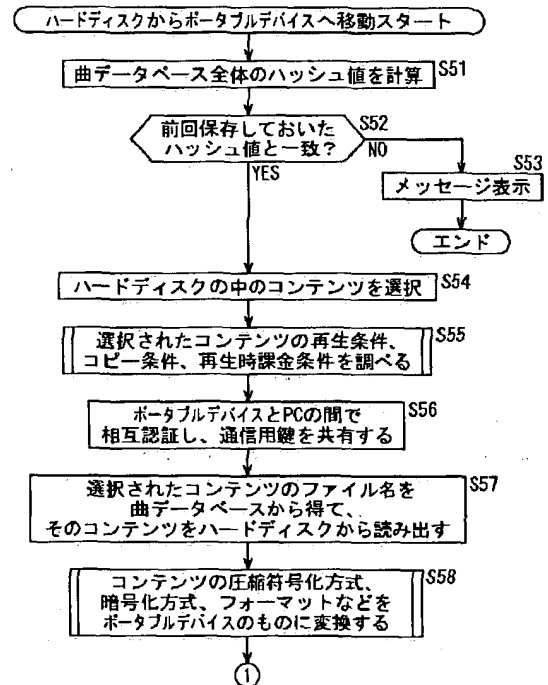 ハードディスクからポータブルデバイスへ移動スタート
曲データベース全体のハッシュ値を計算
S51
前回保存しておいた
ハッシュ値と一致?
S52
NO
YES
S53
メッセージ表示
エンド
ハードディスクの中のコンテンツを選択
S54
選択されたコンテンツの再生条件、
コピー条件、再生時課金条件を調べる
S55
ポータブルデバイスとPCの間で
相互認証し、通信用鍵を共有する
S56
選択されたコンテンツのファイル名を
曲データベースから得て、
そのコンテンツをハードディスクから読み出す
S57
コンテンツの圧縮符号化方式、
暗号化方式、フォーマットなどを
ポータブルデバイスのものに変換する
S58
1